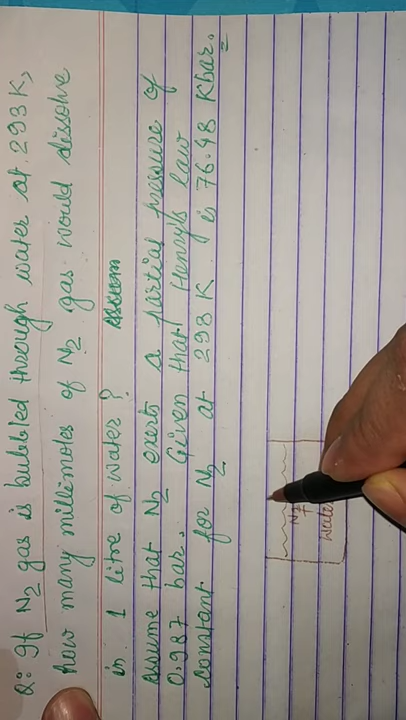 Q: If N2 gas is bubbled through water at 293 K,
how many millimoles of N2 gas would dissolve
in 1 litre of water?
Assume that N2 exerts a partial pressure of
0.987 bar. Given that Henry's law
constant for N2 at 293 K is 76.48 Kbar.
N2
+
Water